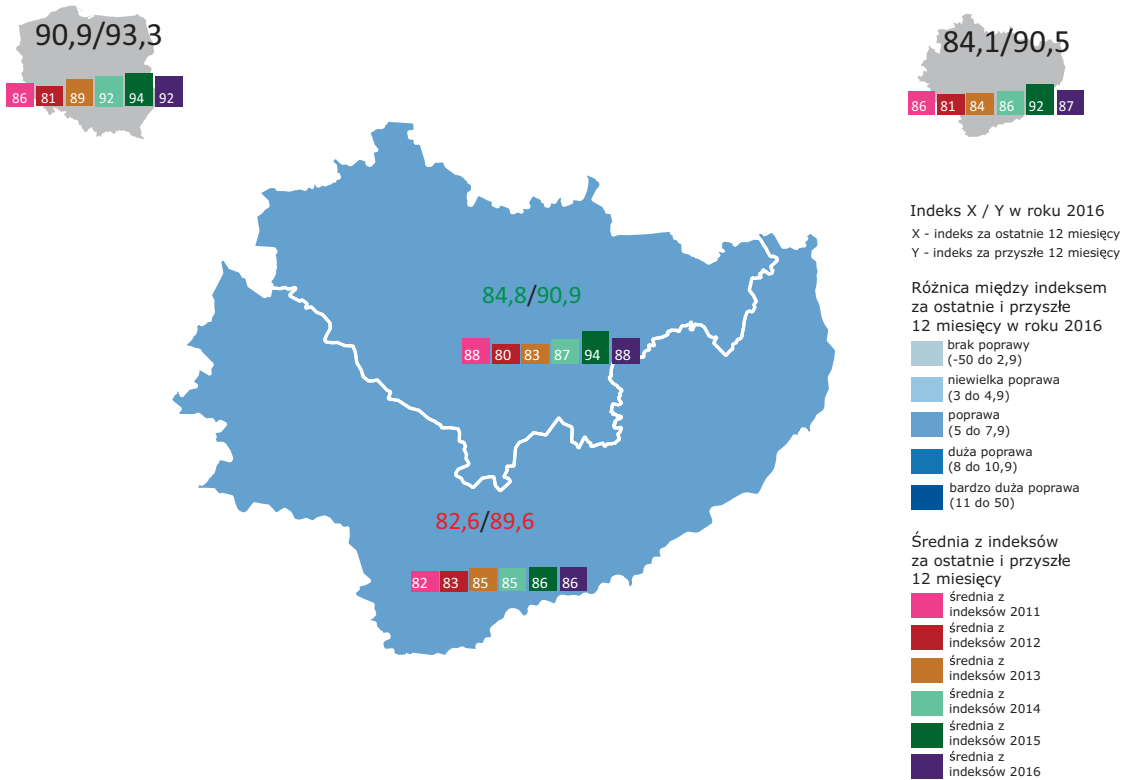 90,9/93,3
86 81 89 92 94 92
84,1/90,5
86 81 84 86 92 87
84,8/90,9
88 80 83 87 94 88
82,6/89,6
82 83 85 85 86 86
Indeks X / Y w roku 2016
X - indeks za ostatnie 12 miesięcy
Y - indeks za przyszłe 12 miesięcy
Różnica między indeksem
za ostatnie i przyszłe
12 miesięcy w roku 2016
brak poprawy
(-50 do 2,9)
niewielka poprawa
(3 do 4,9)
poprawa
(5 do 7,9)
duża poprawa
(8 do 10,9)
bardzo duża poprawa
(11 do 50)
Średnia z indeksów
za ostatnie i przyszłe
12 miesięcy
średnia z
indeksów 2011
średnia z
indeksów 2012
średnia z
indeksów 2013
średnia z
indeksów 2014
średnia z
indeksów 2015
średnia z
indeksów 2016